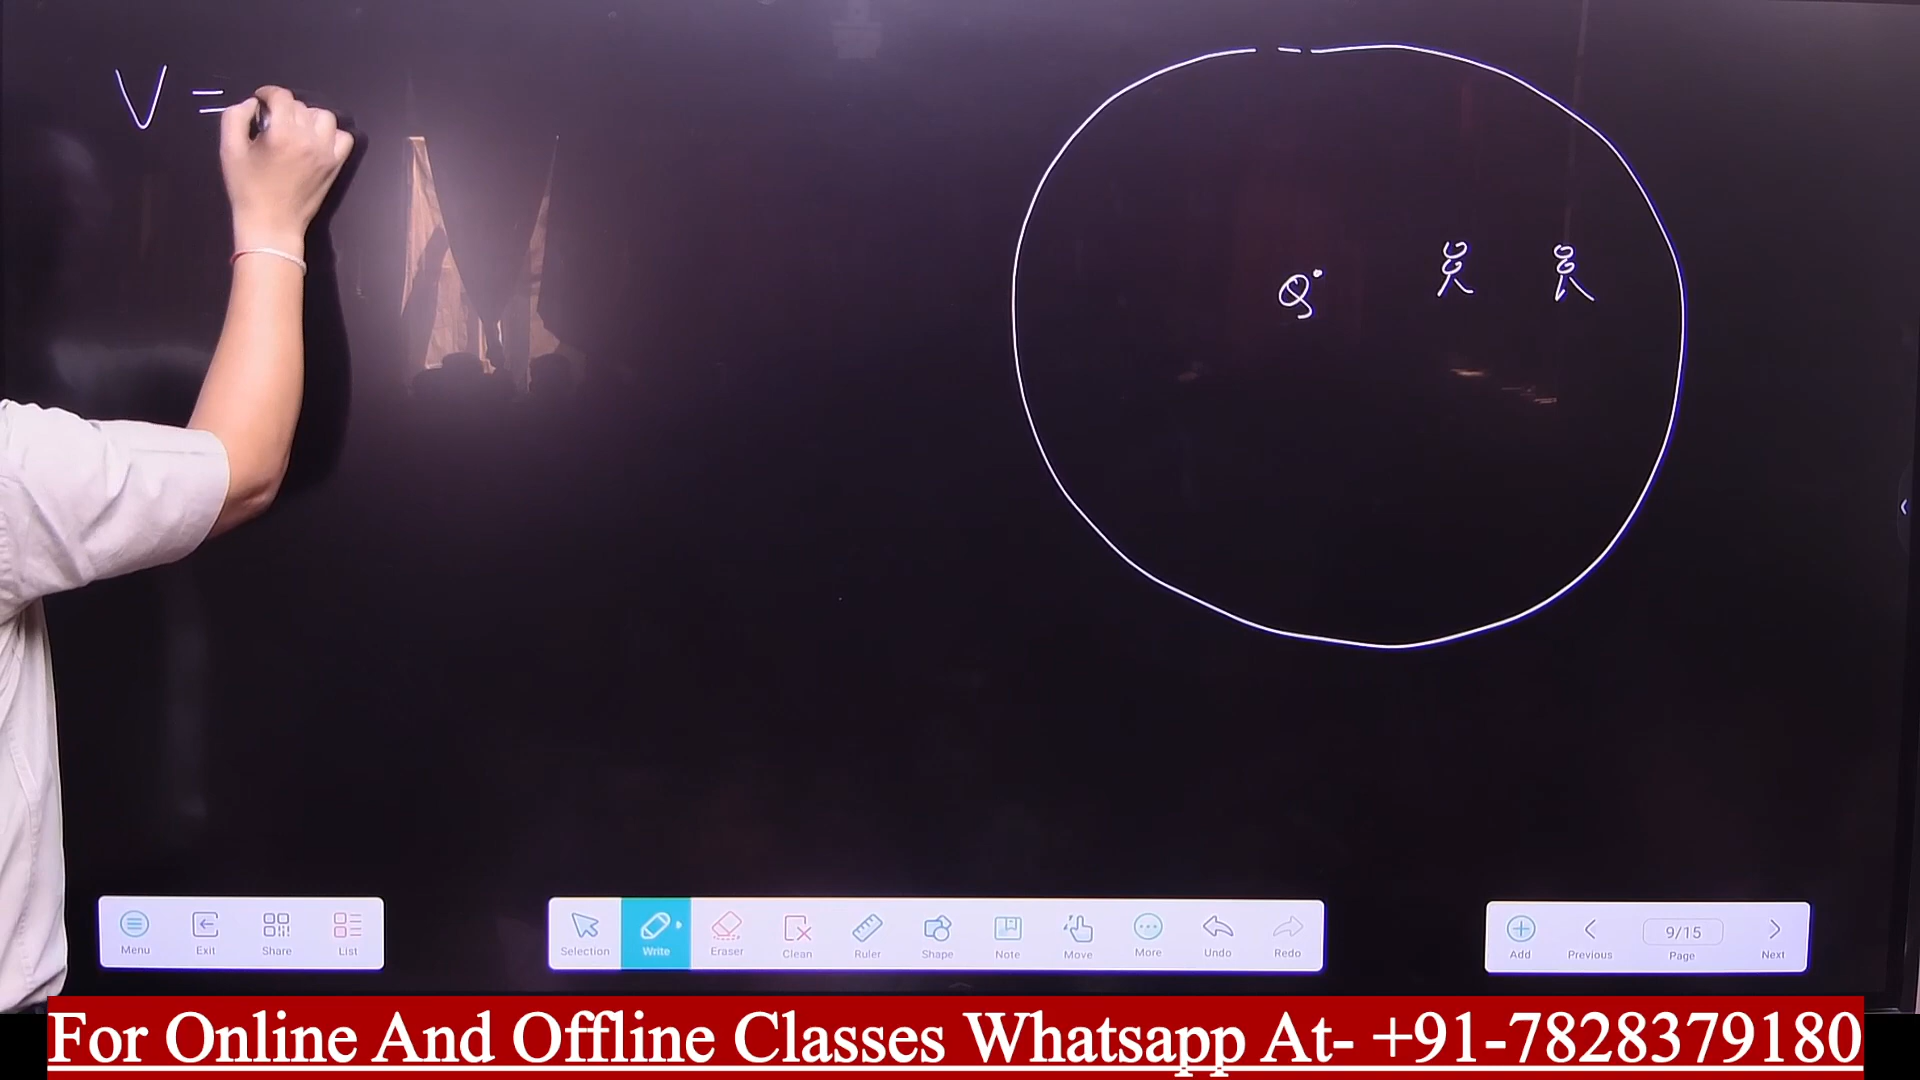 V =
Q
Menu
Exit
Share
List
Selection
Write
Eraser
Clean
Ruler
Shape
Note
Move
More
Undo
Redo
Add
Previous
9/15
Page
Next
For Online And Offline Classes Whatsapp At- +91-7828379180